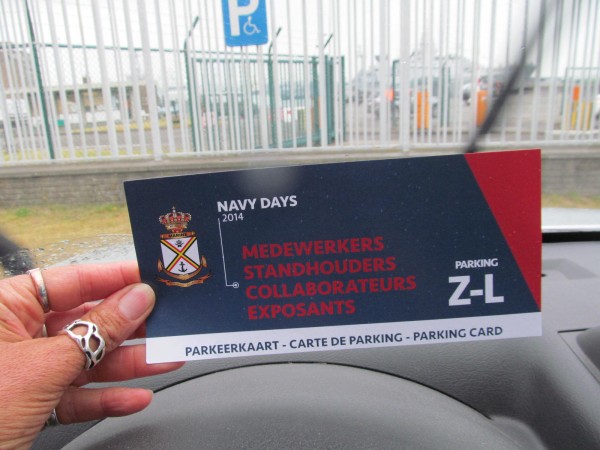 P
NAVY DAYS
2014
MEDEWERKERS
STANDHOUDERS
COLLABORATEURS
EXPOSANTS
PARKING
Z-L
PARKEERKAART - CARTE DE PARKING - PARKING CARD